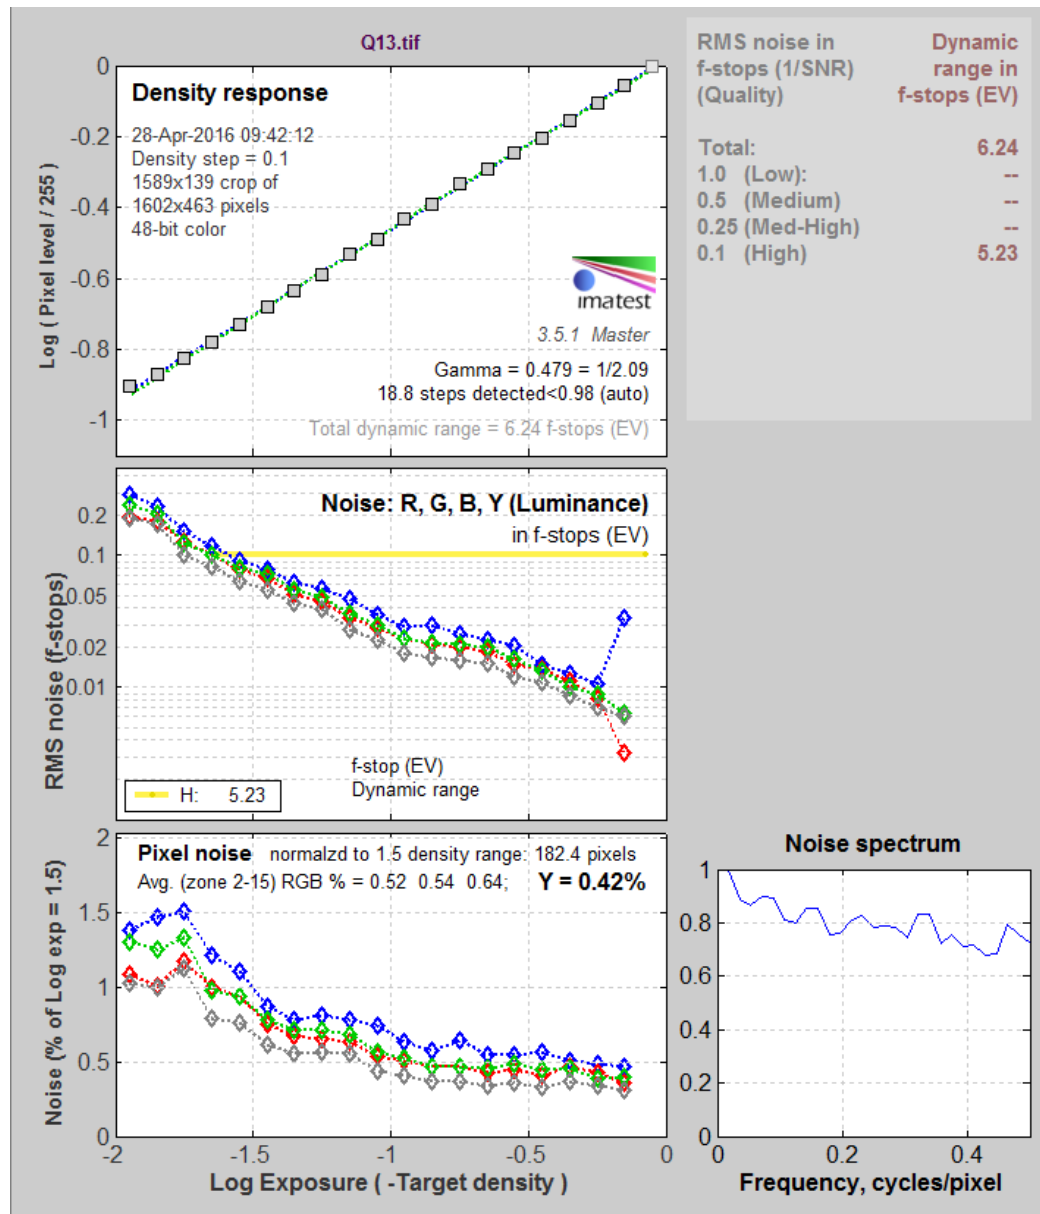 Q13.tif
Density response
28-Apr-2016 09:42:12
Density step = 0.1
1589x139 crop of
1602x463 pixels
48-bit color
imatest
3.5.1 Master
Gamma = 0.479 = 1/2.09
18.8 steps detected<0.98 (auto)
Total dynamic range = 6.24 f-stops (EV)
Log ( Pixel level / 255 )
0
-0.2
-0.4
-0.6
-0.8
-1
RMS noise in Dynamic
f-stops (1/SNR) range in
(Quality) f-stops (EV)
Total: 6.24
1.0 (Low): --
0.5 (Medium) --
0.25 (Med-High) --
0.1 (High) 5.23
Noise: R, G, B, Y (Luminance)
in f-stops (EV)
RMS noise (f-stops)
0.2
0.1
0.05
0.02
0.01
f-stop (EV)
Dynamic range
H: 5.23
Pixel noise normalzd to 1.5 density range: 182.4 pixels
Avg. (zone 2-15) RGB % = 0.52 0.54 0.64; Y = 0.42%
Noise (% of Log exp = 1.5)
2
1.5
1
0.5
0
-2 -1.5 -1 -0.5 0
Log Exposure ( -Target density )
Noise spectrum
1
0.8
0.6
0.4
0.2
0
0 0.2 0.4
Frequency, cycles/pixel